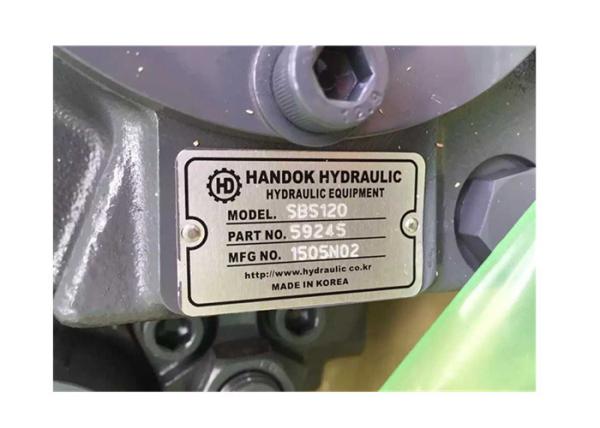 HD HANDOK HYDRAULIC
HYDRAULIC EQUIPMENT
MODEL. SBS120
PART NO. 59245
MFG NO. 1505N02
http://www.hydraulic.co.kr
MADE IN KOREA